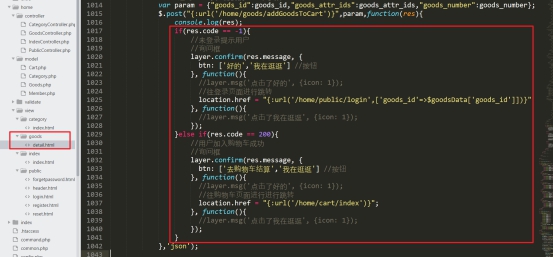 home
controller
CategoryController.php
GoodsController.php
IndexController.php
PublicController.php
model
Cart.php
Category.php
Goods.php
Member.php
validate
view
category
index.html
goods
detail.html
index
index.html
public
forgetpassword.html
header.html
login.html
register.html
reset.html
index
.htaccess
command.php
common.php
1014 var param = {"goods_id":goods_id,"goods_attr_ids":goods_attr_ids,"goods_number":goods_number};
1015 $.post("{:url('/home/goods/addGoodsToCart')}",param,function(res){
1016 console.log(res);
1017 if(res.code == -1){
1018 //未登录提示用户
1019 //询问框
1020 layer.confirm(res.message, {
1021 btn: ['好的','我在逛逛'] //按钮
1022 }, function(){
1023 //layer.msg('点击了好的', {icon: 1});
1024 //往登录页面进行跳转
1025 location.href = "{:url('/home/public/login',['goods_id'=>$goodsData['goods_id']])}"
1026 }, function(){
1027 //layer.msg('点击了我在逛逛', {icon: 1});
1028 });
1029 }else if(res.code == 200){
1030 //用户加入购物车成功
1031 //询问框
1032 layer.confirm(res.message, {
1033 btn: ['去购物车结算','我在逛逛'] //按钮
1034 }, function(){
1035 //layer.msg('点击了好的', {icon: 1});
1036 //往购物车页面进行进行跳转
1037 location.href = "{:url('/home/cart/index')}";
1038 }, function(){
1039 //layer.msg('点击了我在逛逛', {icon: 1});
1040 });
1041 }
1042 },'json');
1043